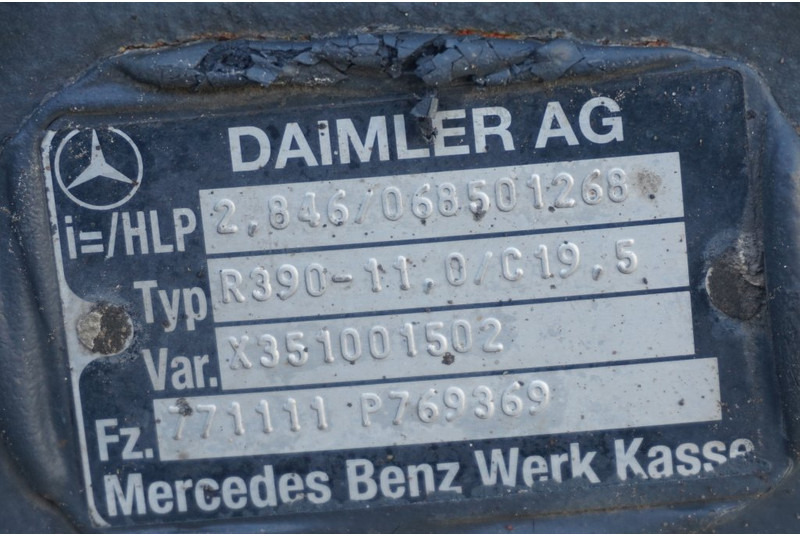 DAIMLER AG
i=/HLP 2,846/068501268
Typ R390-11,0/C19,5
Var. X351001502
Fz. 771111 P769369
Mercedes Benz Werk Kasse